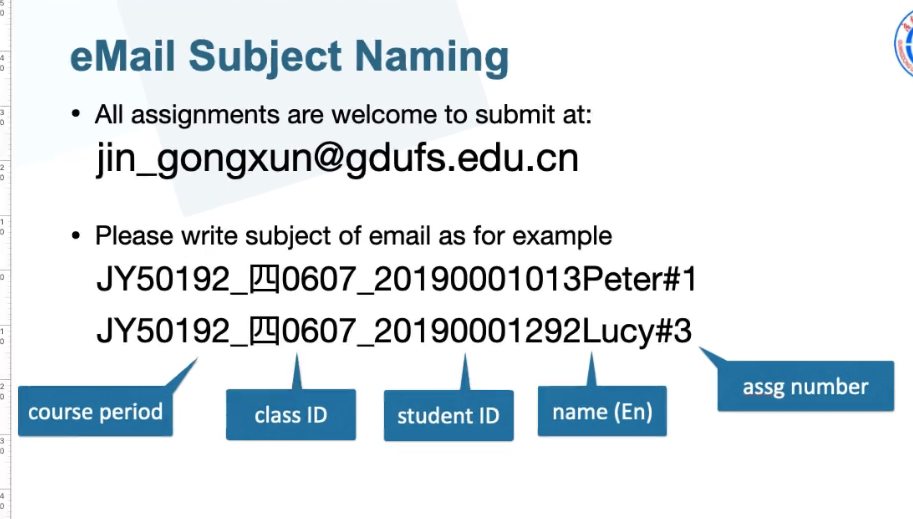 eMail Subject Naming
• All assignments are welcome to submit at:
jin_gongxun@gdufs.edu.cn
• Please write subject of email as for example
JY50192_四0607_20190001013Peter#1
JY50192_四0607_20190001292Lucy#3
course period
class ID
student ID
name (En)
assg number